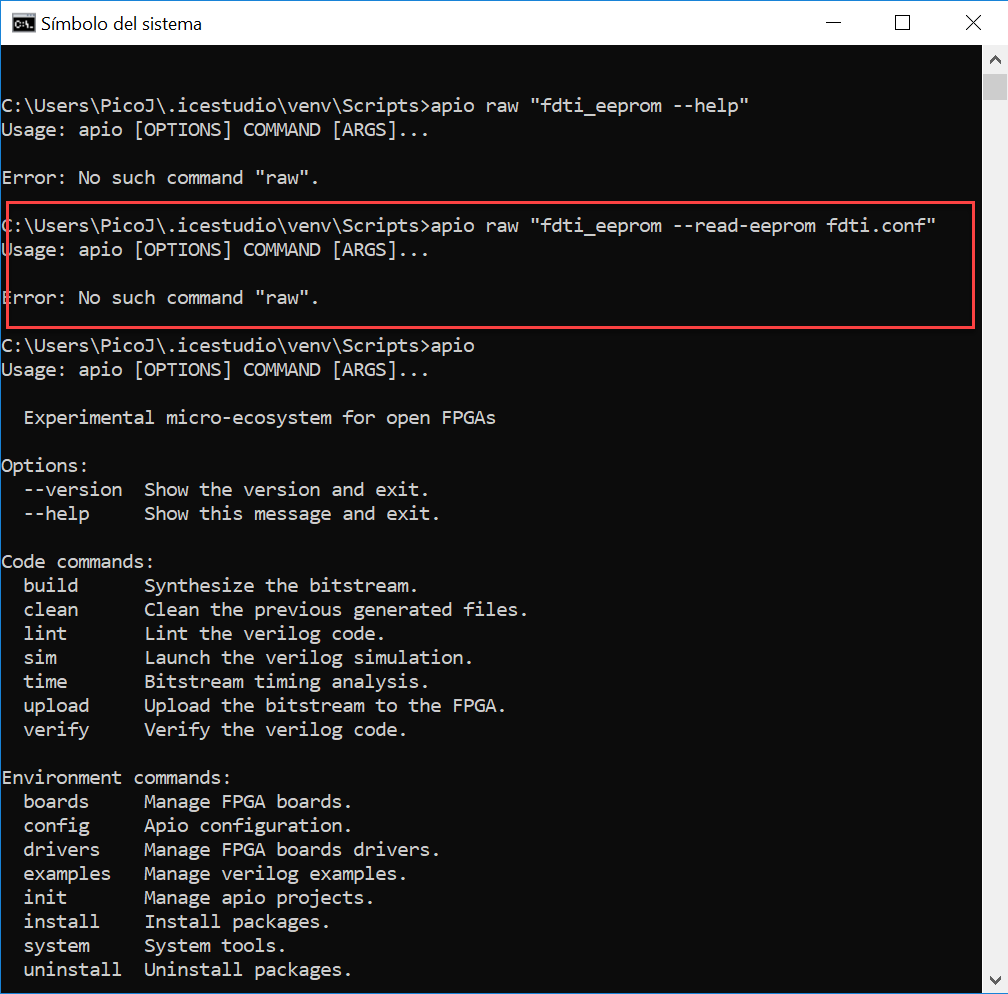 Símbolo del sistema
C:\Users\PicoJ\.icestudio\venv\Scripts>apio raw "fdti_eeprom --help"
Usage: apio [OPTIONS] COMMAND [ARGS]...
Error: No such command "raw".
C:\Users\PicoJ\.icestudio\venv\Scripts>apio raw "fdti_eeprom --read-eeprom fdti.conf"
Usage: apio [OPTIONS] COMMAND [ARGS]...
Error: No such command "raw".
C:\Users\PicoJ\.icestudio\venv\Scripts>apio
Usage: apio [OPTIONS] COMMAND [ARGS]...
Experimental micro-ecosystem for open FPGAs
Options:
--version  Show the version and exit.
--help     Show this message and exit.
Code commands:
build      Synthesize the bitstream.
clean      Clean the previous generated files.
lint       Lint the verilog code.
sim        Launch the verilog simulation.
time       Bitstream timing analysis.
upload     Upload the bitstream to the FPGA.
verify     Verify the verilog code.
Environment commands:
boards     Manage FPGA boards.
config     Apio configuration.
drivers    Manage FPGA boards drivers.
examples   Manage verilog examples.
init       Manage apio projects.
install    Install packages.
system     System tools.
uninstall  Uninstall packages.